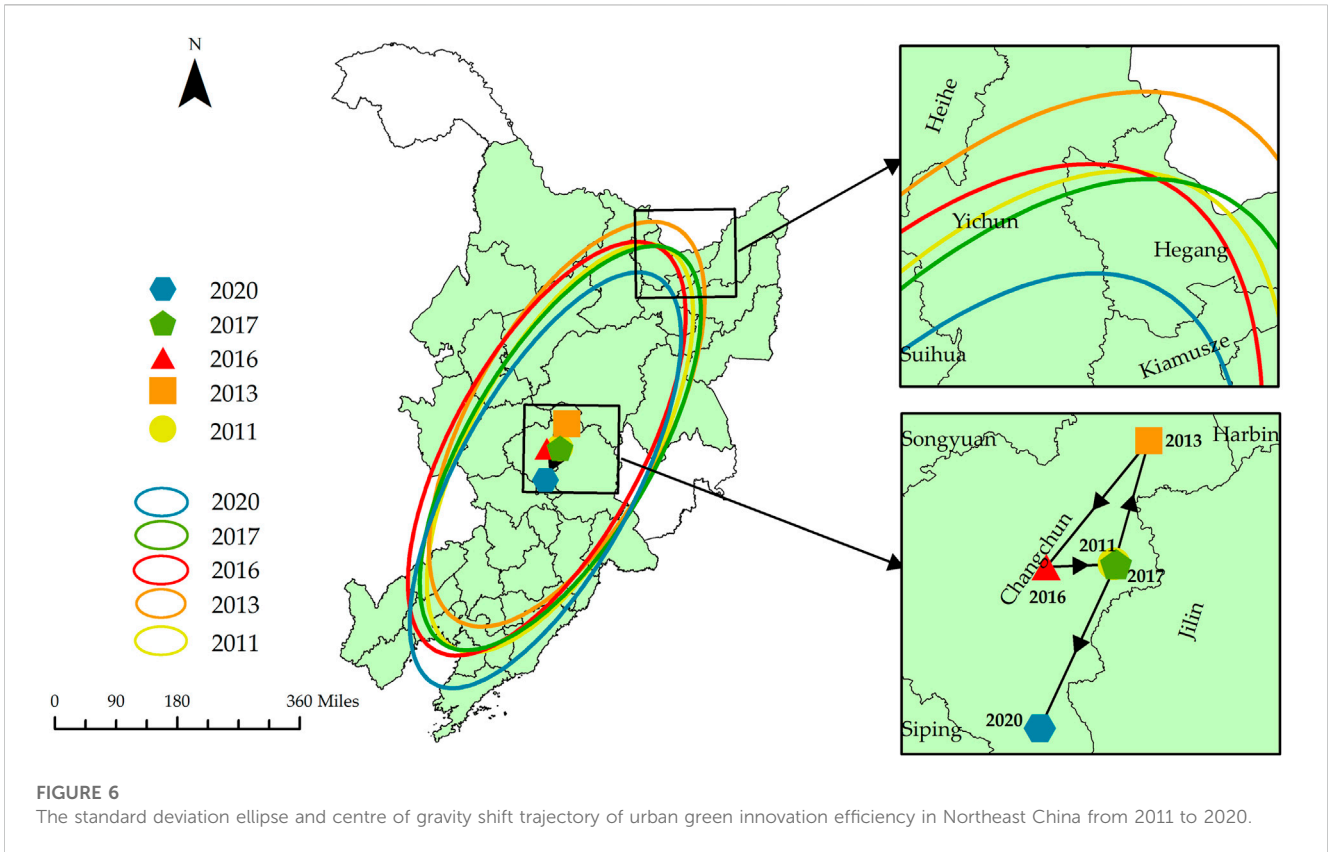 N
2020
2017
2016
2013
2011
2020
2017
2016
2013
2011
0 90 180 360 Miles
Heihe
Yichun
Hegang
Suihua
Kiamusze
Songyuan
Harbin
2013
Changchun
2011
2017
2016
Jilin
2020
Siping
FIGURE 6
The standard deviation ellipse and centre of gravity shift trajectory of urban green innovation efficiency in Northeast China from 2011 to 2020.